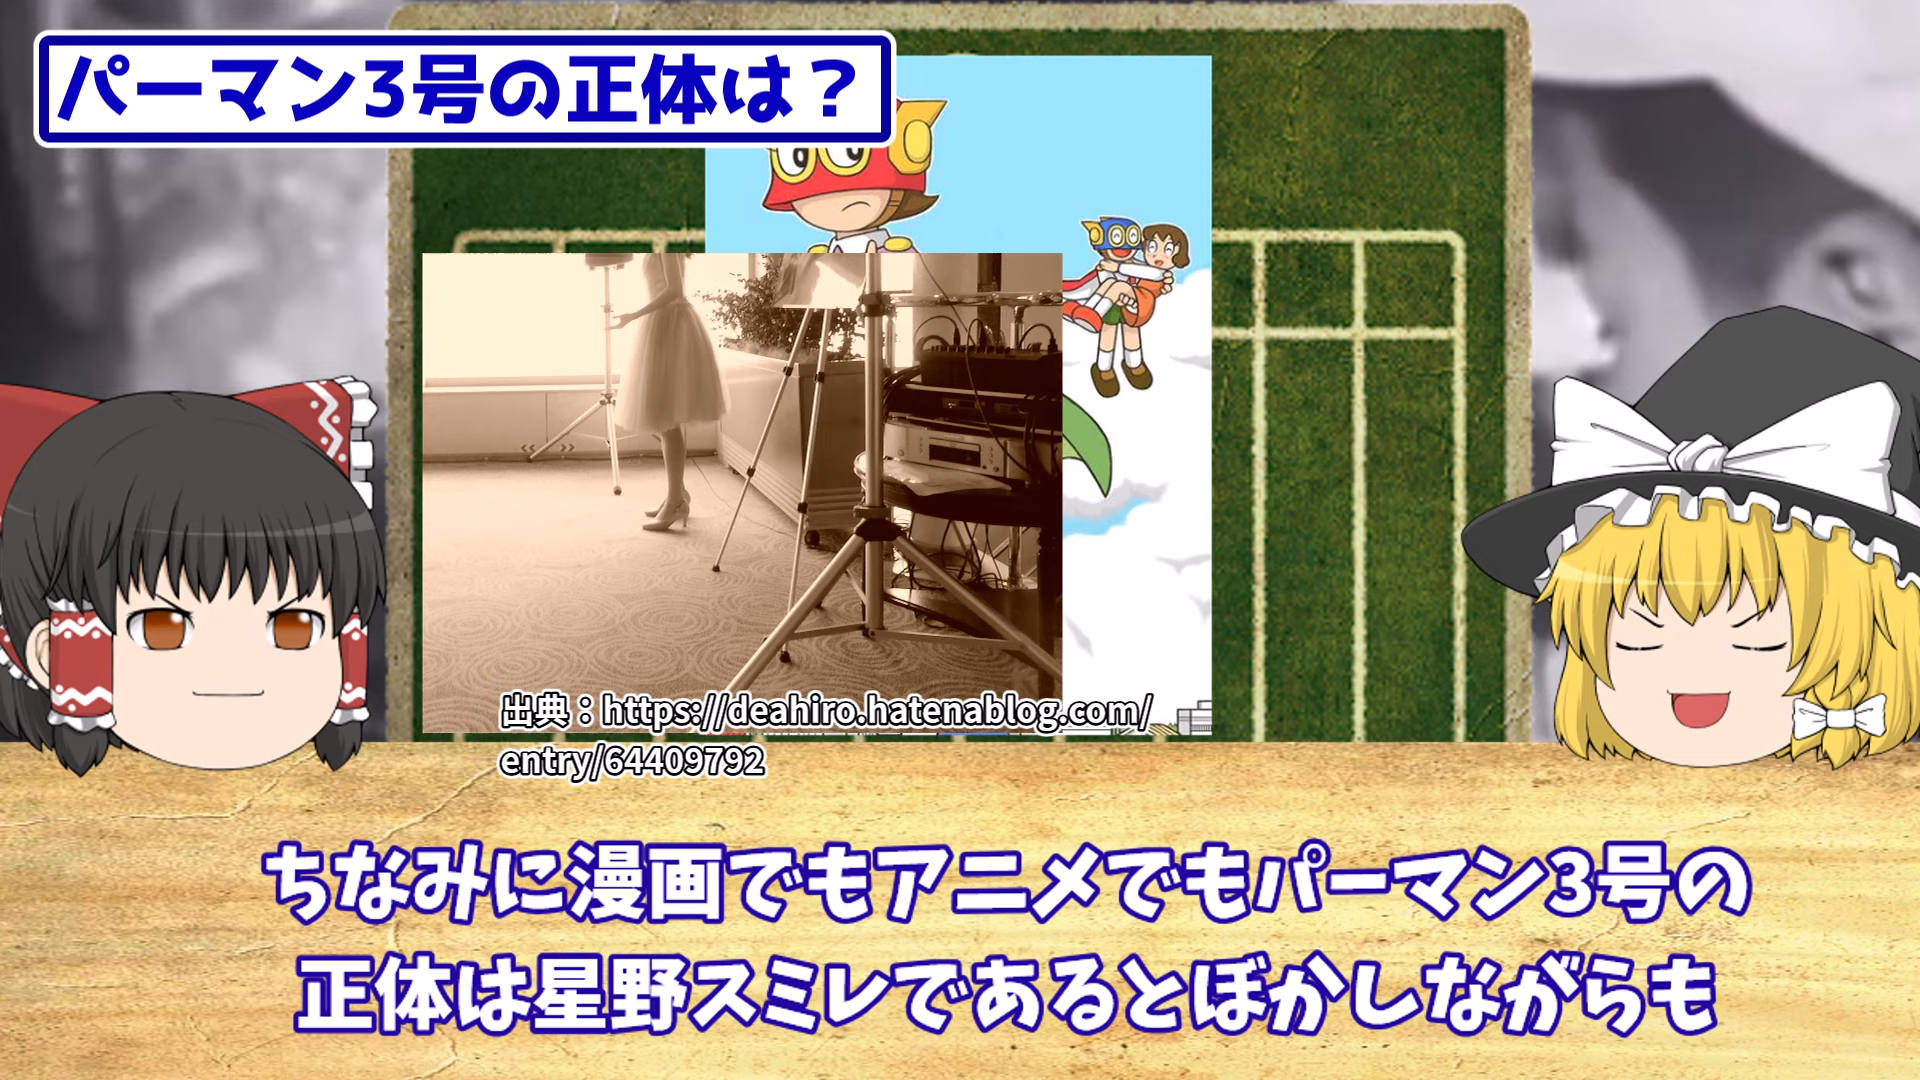 パーマン3号の正体は？
出典：https://deahiro.hatenablog.com/
entry/64409792
ちなみに漫画でもアニメでもパーマン3号の
正体は星野スミレであるとぼかしながらも